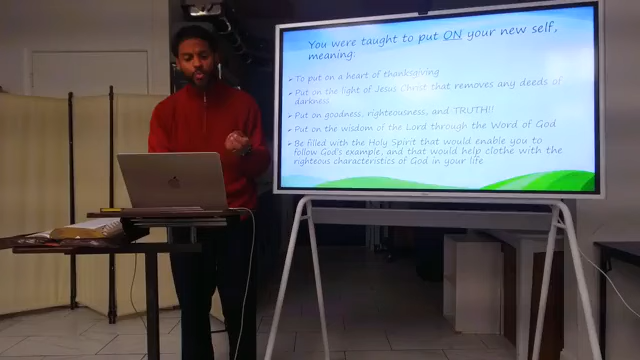 You were taught to put ON your new self,
meaning:
➤ To put on a heart of thanksgiving
➤ Put on the light of Jesus Christ that removes any deeds of
darkness
➤ Put on goodness, righteousness, and TRUTH!!
➤ Put on the wisdom of the Lord through the Word of God
➤ Be filled with the Holy Spirit that would enable you to
follow God's example, and that would help clothe with the
righteous characteristics of God in your life